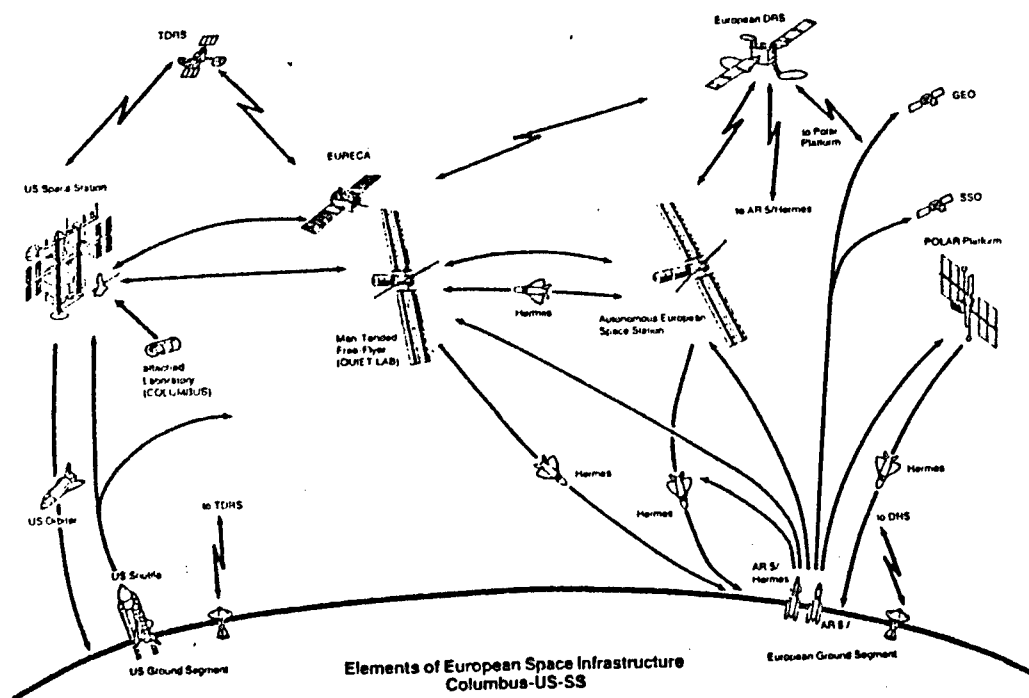 TDRS
European DRS
GEO
to Polar
Platform
EURECA
US Space Station
to AR 5/Hermes
SSO
POLAR Platform
Hermes
Man Tended
Free-Flyer
(QUIET LAB)
Autonomous European
Space Station
attached
Laboratory
(COLUMBUS)
Hermes
Hermes
Hermes
US Orbiter
to TDRS
to DRS
US Shuttle
AR 5/
Hermes
AR 5 /
US Ground Segment
European Ground Segment
Elements of European Space Infrastructure
Columbus-US-SS